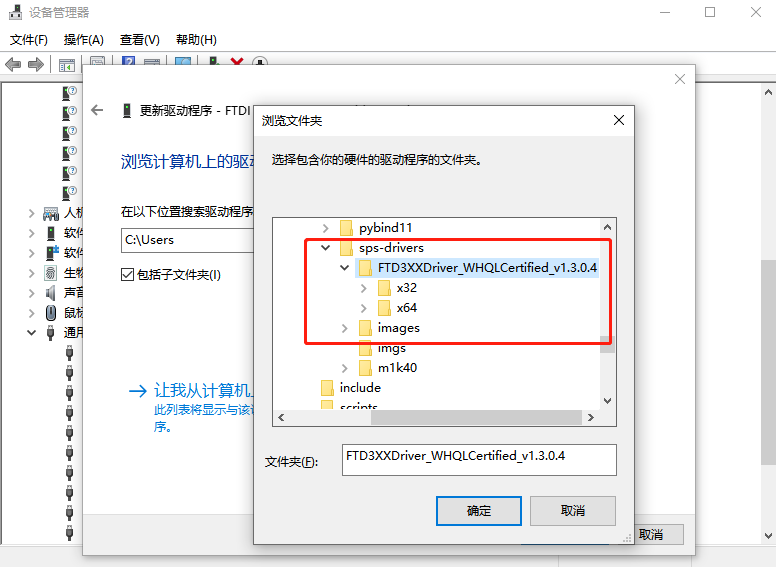 设备管理器
文件(F) 操作(A) 查看(V) 帮助(H)
更新驱动程序 - FTDI
浏览文件夹
选择包含你的硬件的驱动程序的文件夹。
浏览计算机上的驱动
在以下位置搜索驱动程序
C:\Users
包括子文件夹(I)
pybind11
sps-drivers
FTD3XXDriver_WHQLCertified_v1.3.0.4
x32
x64
images
imgs
m1k40
include
scripts
人机
软件
软件
生物
声音
鼠标
通用
让我从计算机上
此列表将显示与该设
序。
文件夹(F):
FTD3XXDriver_WHQLCertified_v1.3.0.4
确定
取消
取消